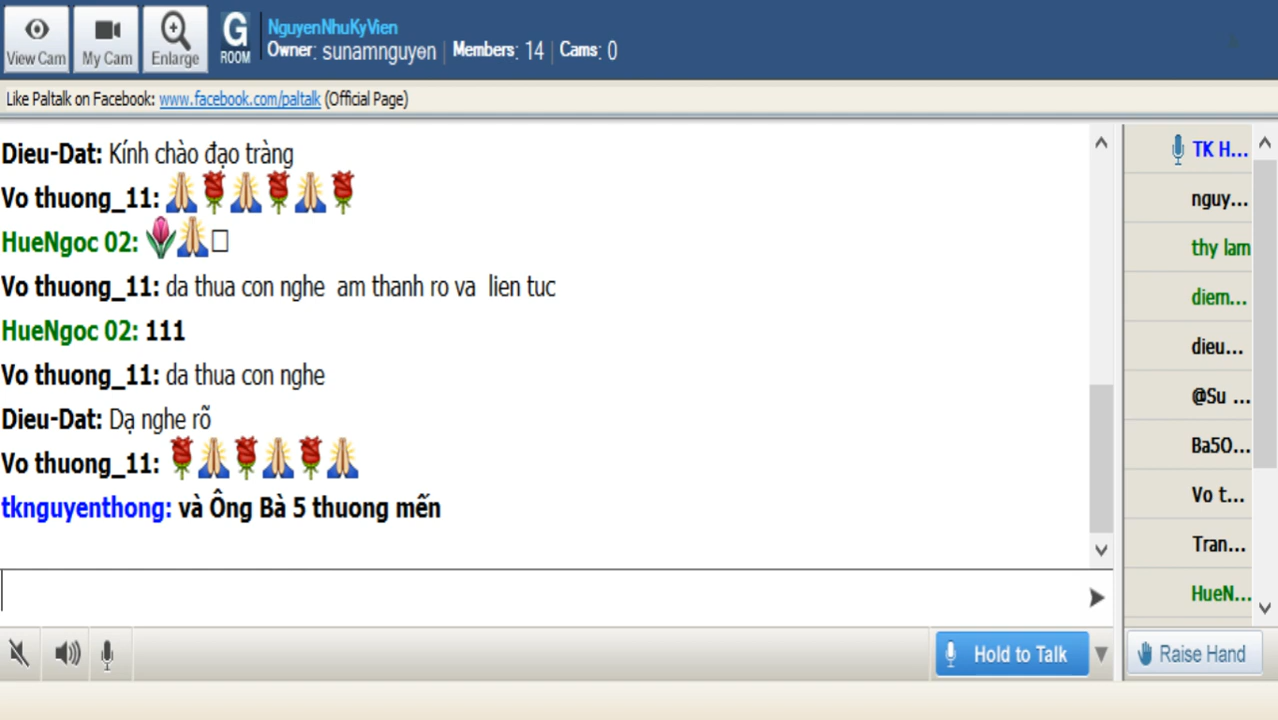 NguyenNhuKyVien
View Cam
My Cam
Enlarge
G
ROOM
Owner: sunamnguyen | Members: 14 | Cams: 0
Like Paltalk on Facebook: www.facebook.com/paltalk (Official Page)
Dieu-Dat: Kính chào đạo tràng
Vo thuong_11: 🙏🌹🙏🌹🙏🌹
HueNgoc 02: 🌷🙏□
Vo thuong_11: da thua con nghe am thanh ro va lien tuc
HueNgoc 02: 111
Vo thuong_11: da thua con nghe
Dieu-Dat: Dạ nghe rõ
Vo thuong_11: 🌹🙏🌹🙏🌹🙏
tknguyenthong: và Ông Bà 5 thuong mến
TK H...
nguy...
thy lam
diem...
dieu...
@Su ...
Ba5O...
Vo t...
Tran...
HueN...
Hold to Talk
Raise Hand